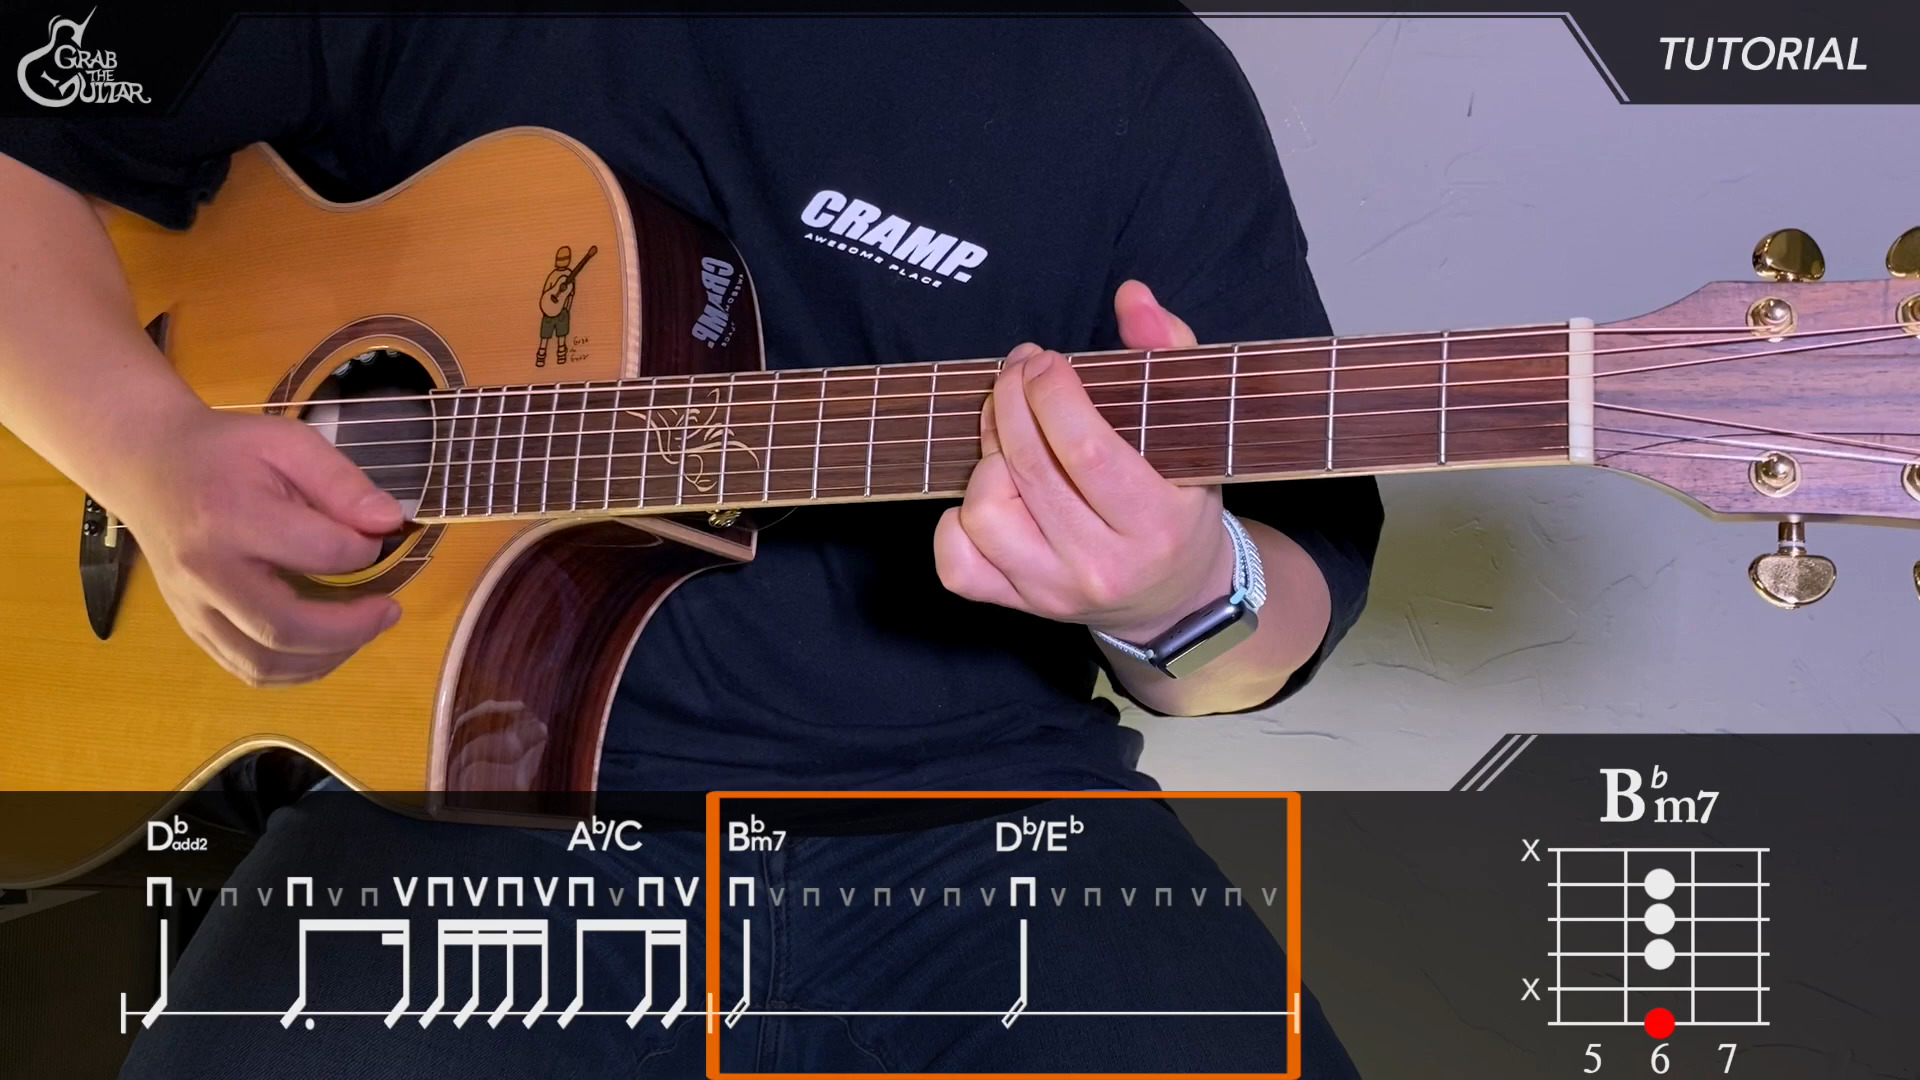 GRAB
THE
GUITAR
TUTORIAL
CRAMP.
AWESOME PLACE
CRAMP
D♭add2 A♭/C B♭m7 D♭/E♭
V V V V V V V V V V V V V V V V
B♭m7
X
X
5 6 7